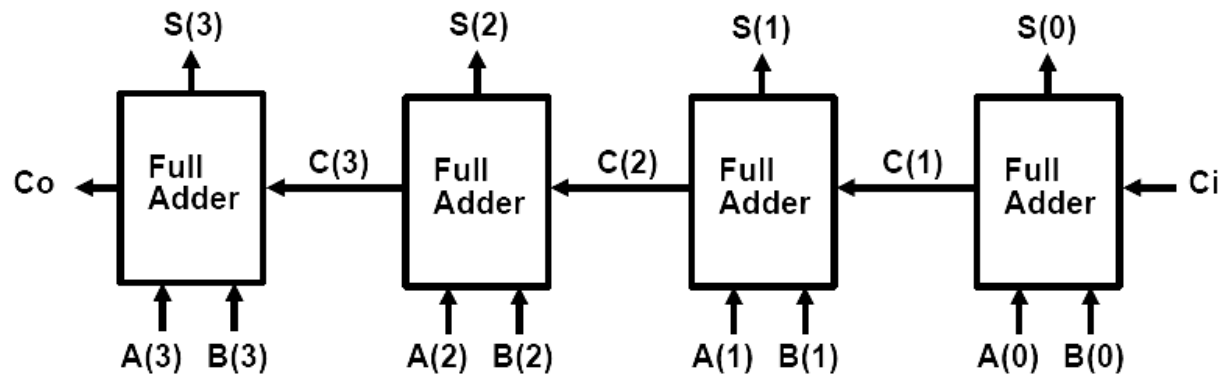 S(3) S(2) S(1) S(0)
Co Full Adder C(3) Full Adder C(2) Full Adder C(1) Full Adder Ci
A(3) B(3) A(2) B(2) A(1) B(1) A(0) B(0)